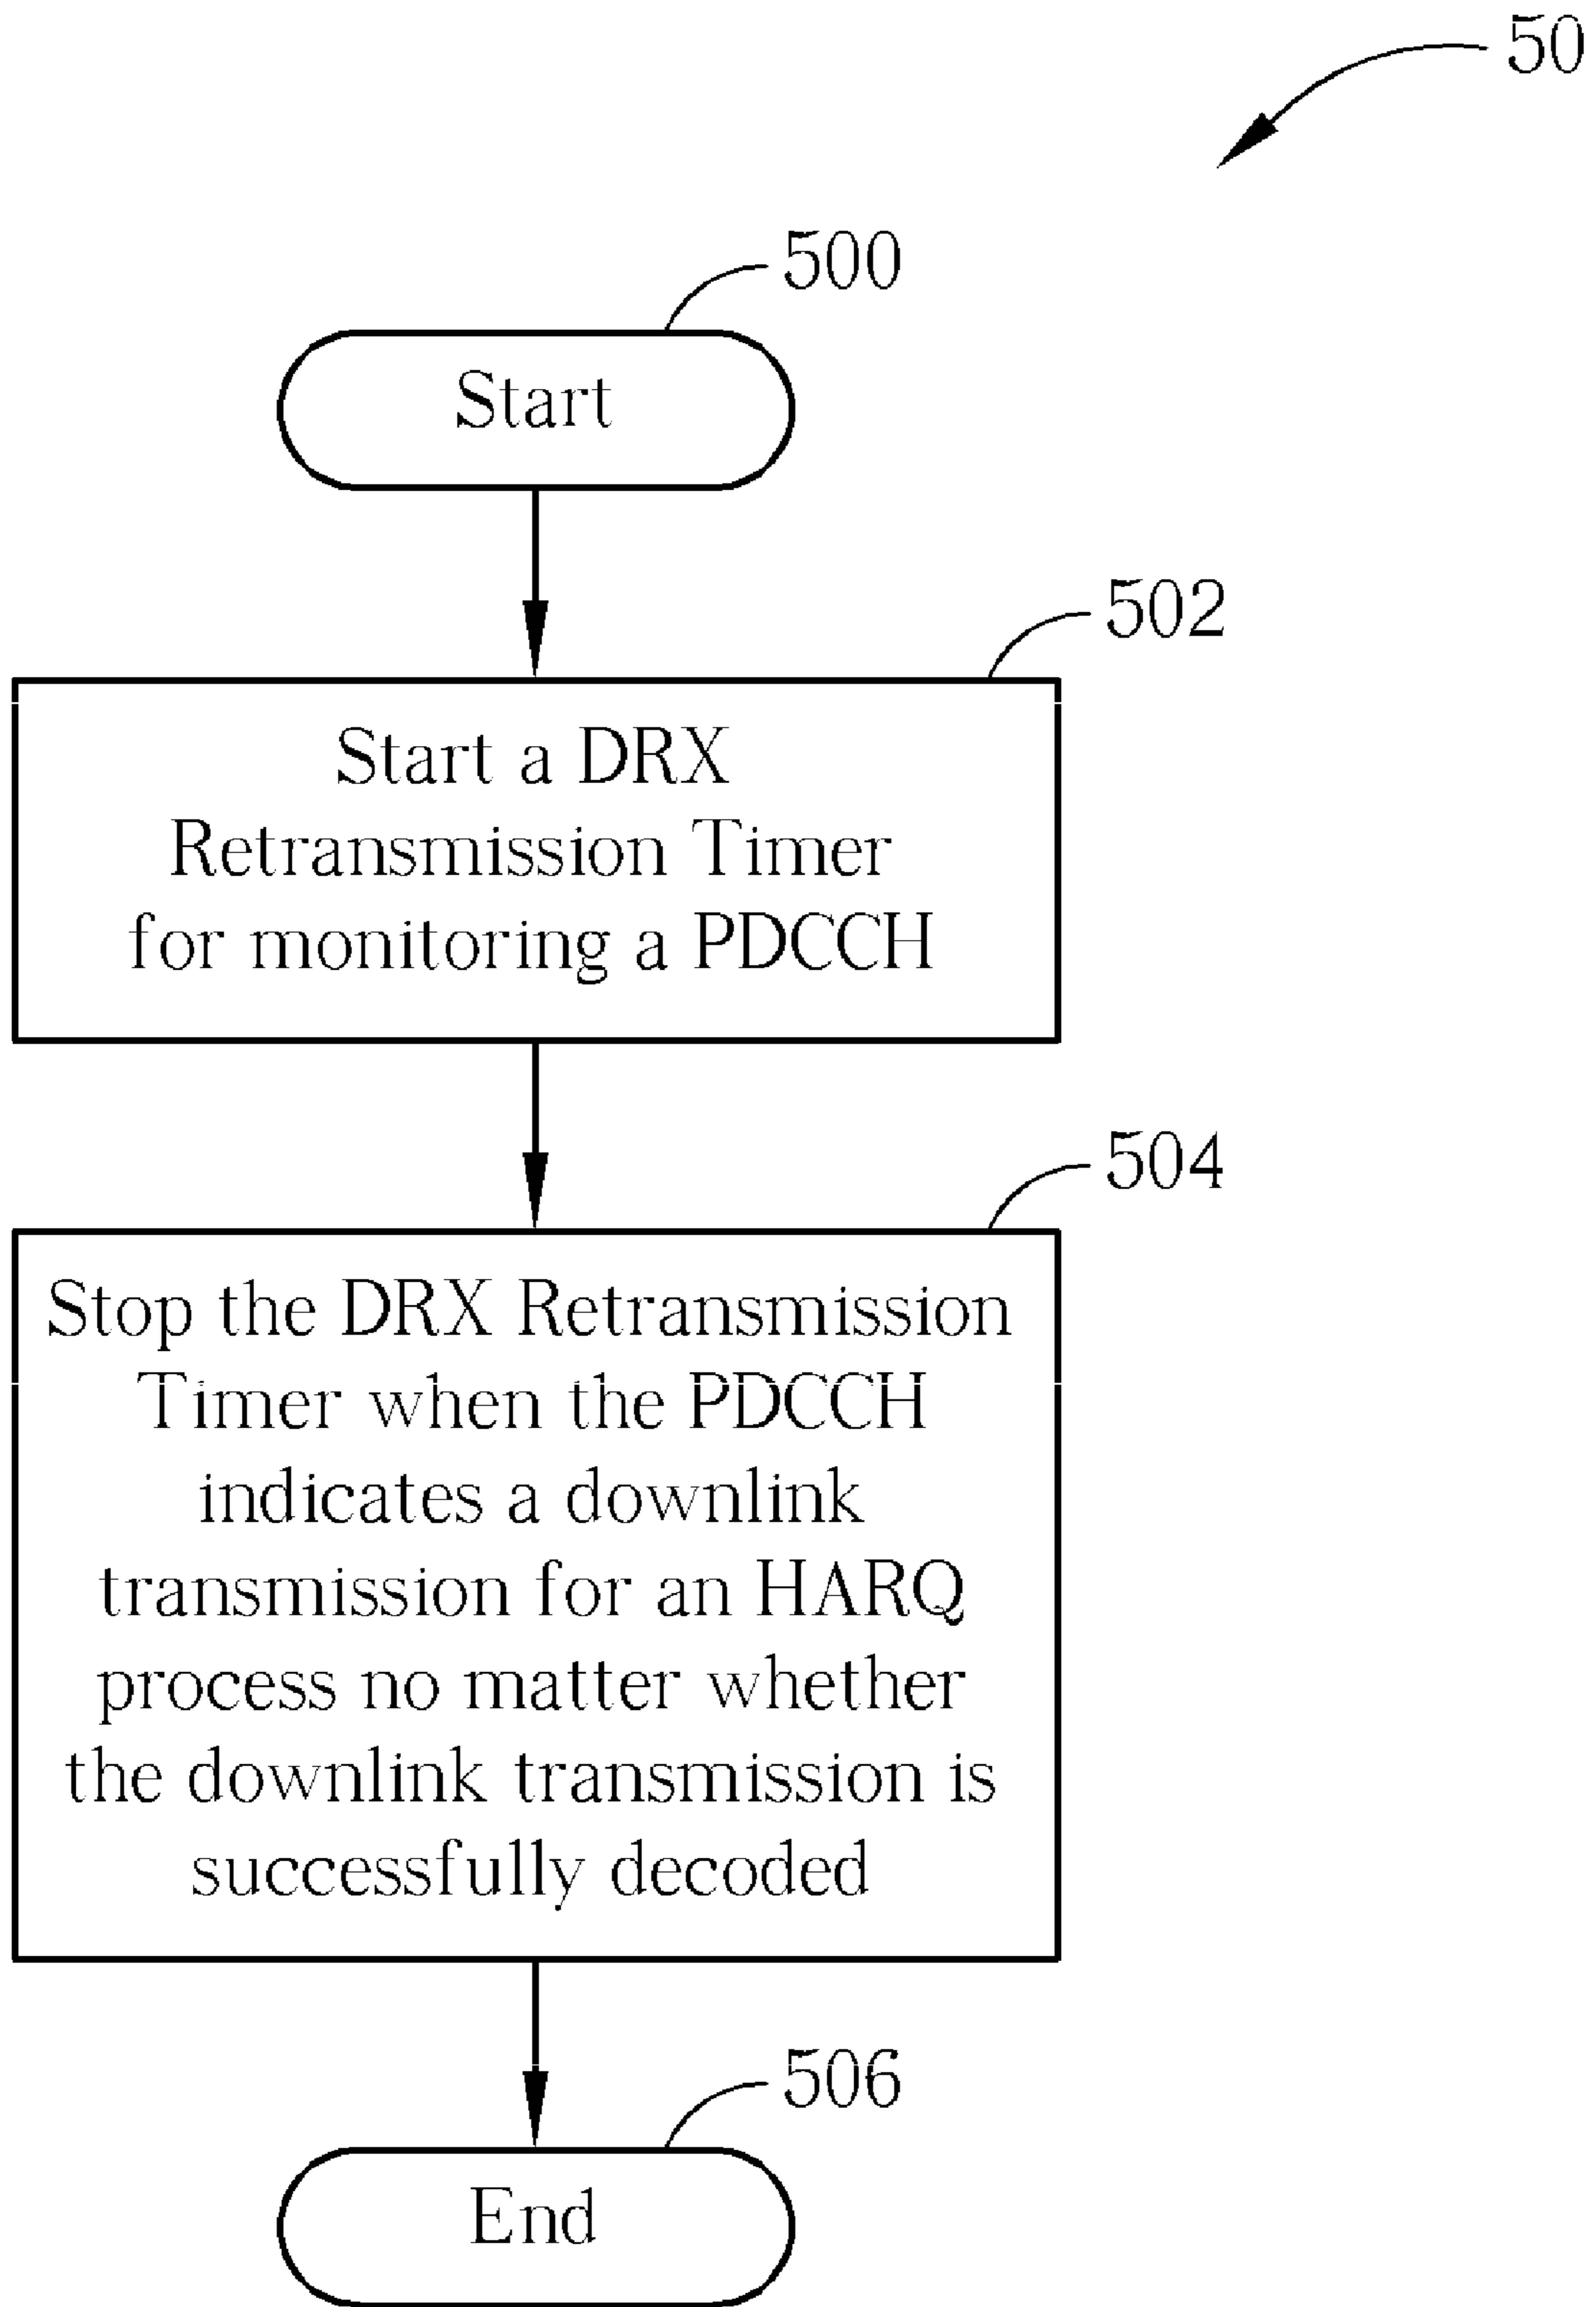 50
500
Start
502
Start a DRX
Retransmission Timer
for monitoring a PDCCH
504
Stop the DRX Retransmission
Timer when the PDCCH
indicates a downlink
transmission for an HARQ
process no matter whether
the downlink transmission is
successfully decoded
506
End